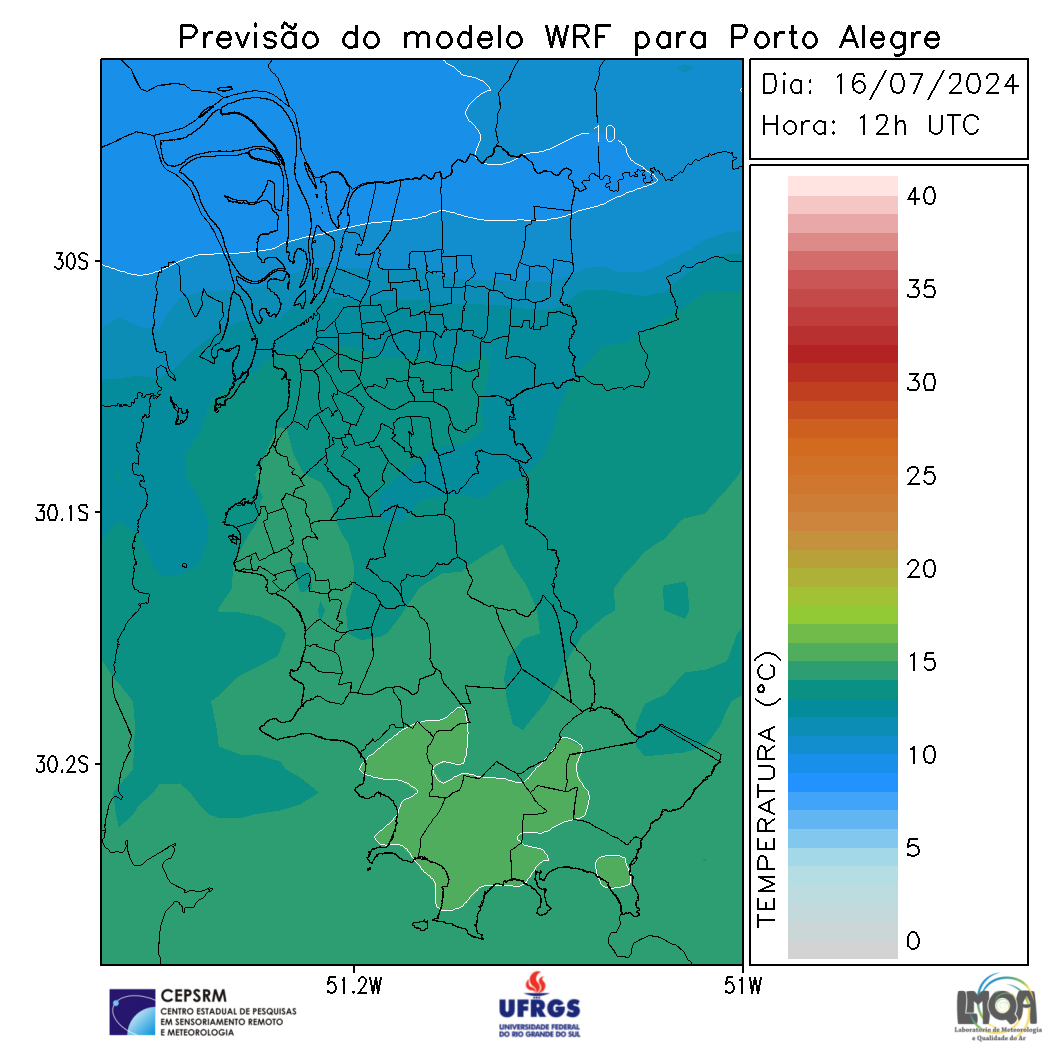 Previsão do modelo WRF para Porto Alegre
Dia: 16/07/2024
Hora: 12h UTC
10
30S
30.1S
30.2S
51.2W
51W
40
35
30
25
20
15
10
5
0
TEMPERATURA (°C)
CEPSRM
CENTRO ESTADUAL DE PESQUISAS
EM SENSORIAMENTO REMOTO
E METEOROLOGIA
UFRGS
UNIVERSIDADE FEDERAL
DO RIO GRANDE DO SUL
LMQA
Laboratório de Meteorologia
e Qualidade do Ar